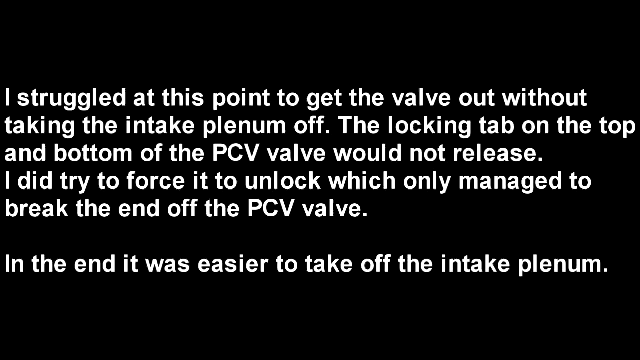 I struggled at this point to get the valve out without
taking the intake plenum off. The locking tab on the top
and bottom of the PCV valve would not release.
I did try to force it to unlock which only managed to
break the end off the PCV valve.
In the end it was easier to take off the intake plenum.